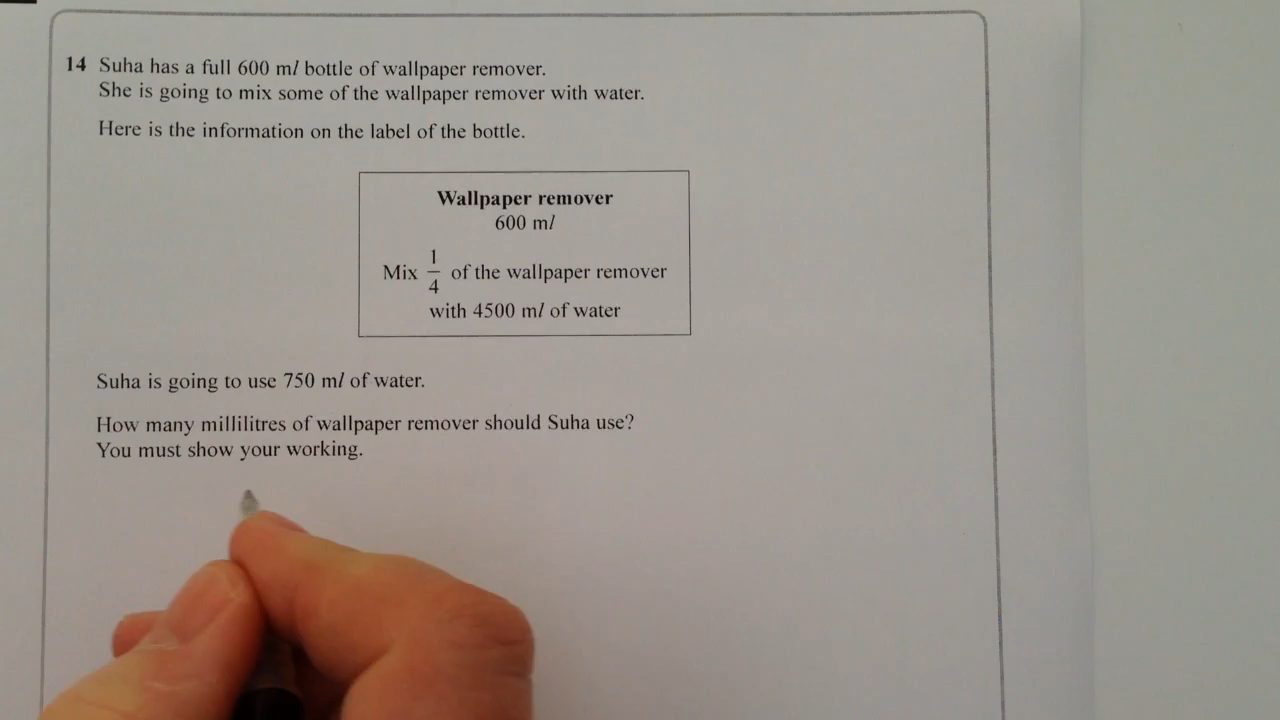 14 Suha has a full 600 ml bottle of wallpaper remover.
She is going to mix some of the wallpaper remover with water.
Here is the information on the label of the bottle.
Wallpaper remover
600 ml
Mix 1/4 of the wallpaper remover
with 4500 ml of water
Suha is going to use 750 ml of water.
How many millilitres of wallpaper remover should Suha use?
You must show your working.